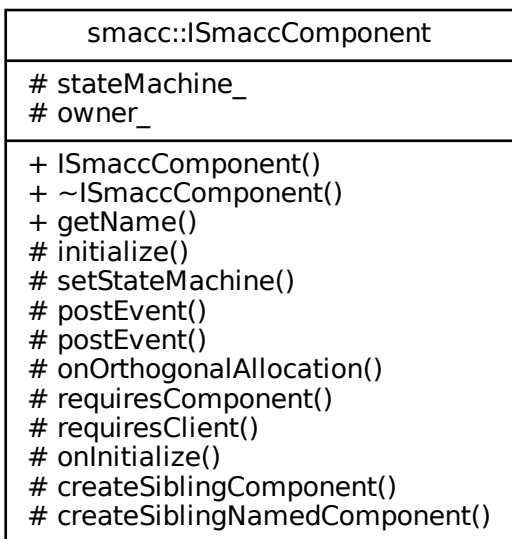 smacc::ISmaccComponent
# stateMachine_
# owner_
+ ISmaccComponent()
+ ~ISmaccComponent()
+ getName()
# initialize()
# setStateMachine()
# postEvent()
# postEvent()
# onOrthogonalAllocation()
# requiresComponent()
# requiresClient()
# onInitialize()
# createSiblingComponent()
# createSiblingNamedComponent()